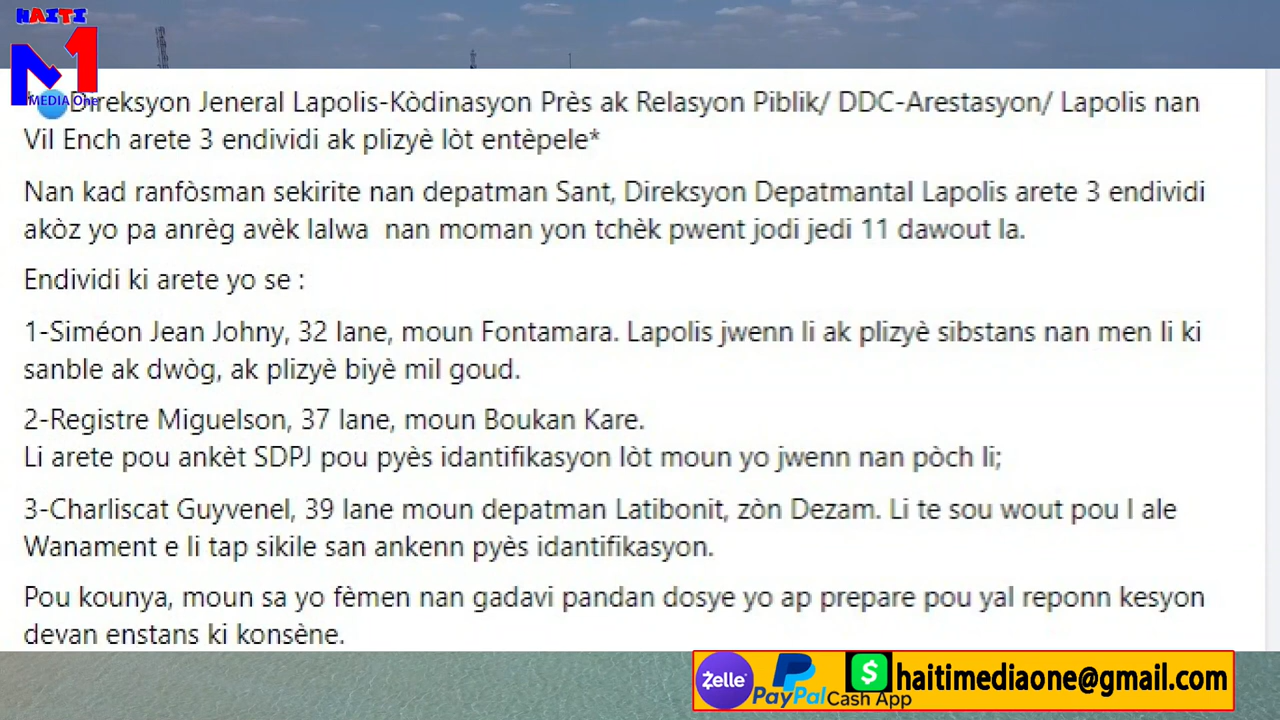 HAITI
M1
MEDIA One
Direksyon Jeneral Lapolis-Kòdinasyon Près ak Relasyon Piblik/ DDC-Arestasyon/ Lapolis nan
Vil Ench arete 3 endividi ak plizyè lòt entèpele*
Nan kad ranfòsman sekirite nan depatman Sant, Direksyon Depatmantal Lapolis arete 3 endividi
akòz yo pa anrèg avèk lalwa nan moman yon tchèk pwent jodi jedi 11 dawout la.
Endividi ki arete yo se :
1-Siméon Jean Johny, 32 lane, moun Fontamara. Lapolis jwenn li ak plizyè sibstans nan men li ki
sanble ak dwòg, ak plizyè biyè mil goud.
2-Registre Miguelson, 37 lane, moun Boukan Kare.
Li arete pou ankèt SDPJ pou pyès idantifikasyon lòt moun yo jwenn nan pòch li;
3-Charliscat Guyvenel, 39 lane moun depatman Latibonit, zòn Dezam. Li te sou wout pou l ale
Wanament e li tap sikile san ankenn pyès idantifikasyon.
Pou kounya, moun sa yo fèmen nan gadavi pandan dosye yo ap prepare pou yal reponn kesyon
devan enstans ki konsène.
Zelle
PayPal
$
Cash App
haitimediaone@gmail.com